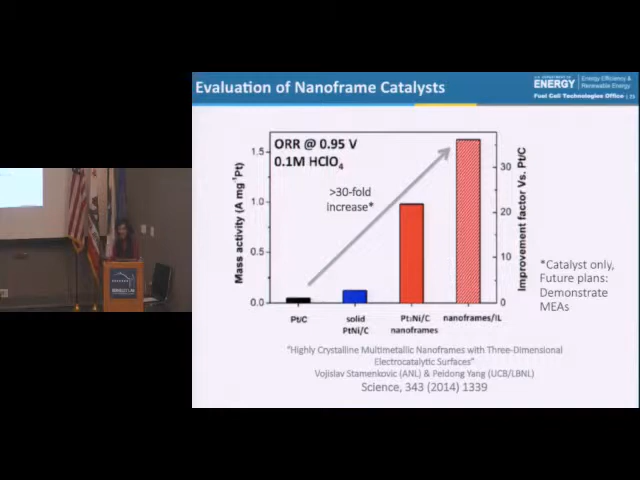 Evaluation of Nanoframe Catalysts
U.S. DEPARTMENT OF
ENERGY
Energy Efficiency &
Renewable Energy
Fuel Cell Technologies Office | 23
ORR @ 0.95 V
0.1M HClO4
>30-fold
increase*
Mass activity (A mg-1Pt)
1.5
1.0
0.5
0.0
Improvement factor Vs. Pt/C
30
20
10
0
Pt/C
solid
PtNi/C
Pt3Ni/C
nanoframes
nanoframes/IL
*Catalyst only,
Future plans:
Demonstrate
MEAs
"Highly Crystalline Multimetallic Nanoframes with Three-Dimensional
Electrocatalytic Surfaces"
Vojislav Stamenkovic (ANL) & Peidong Yang (UCB/LBNL)
Science, 343 (2014) 1339